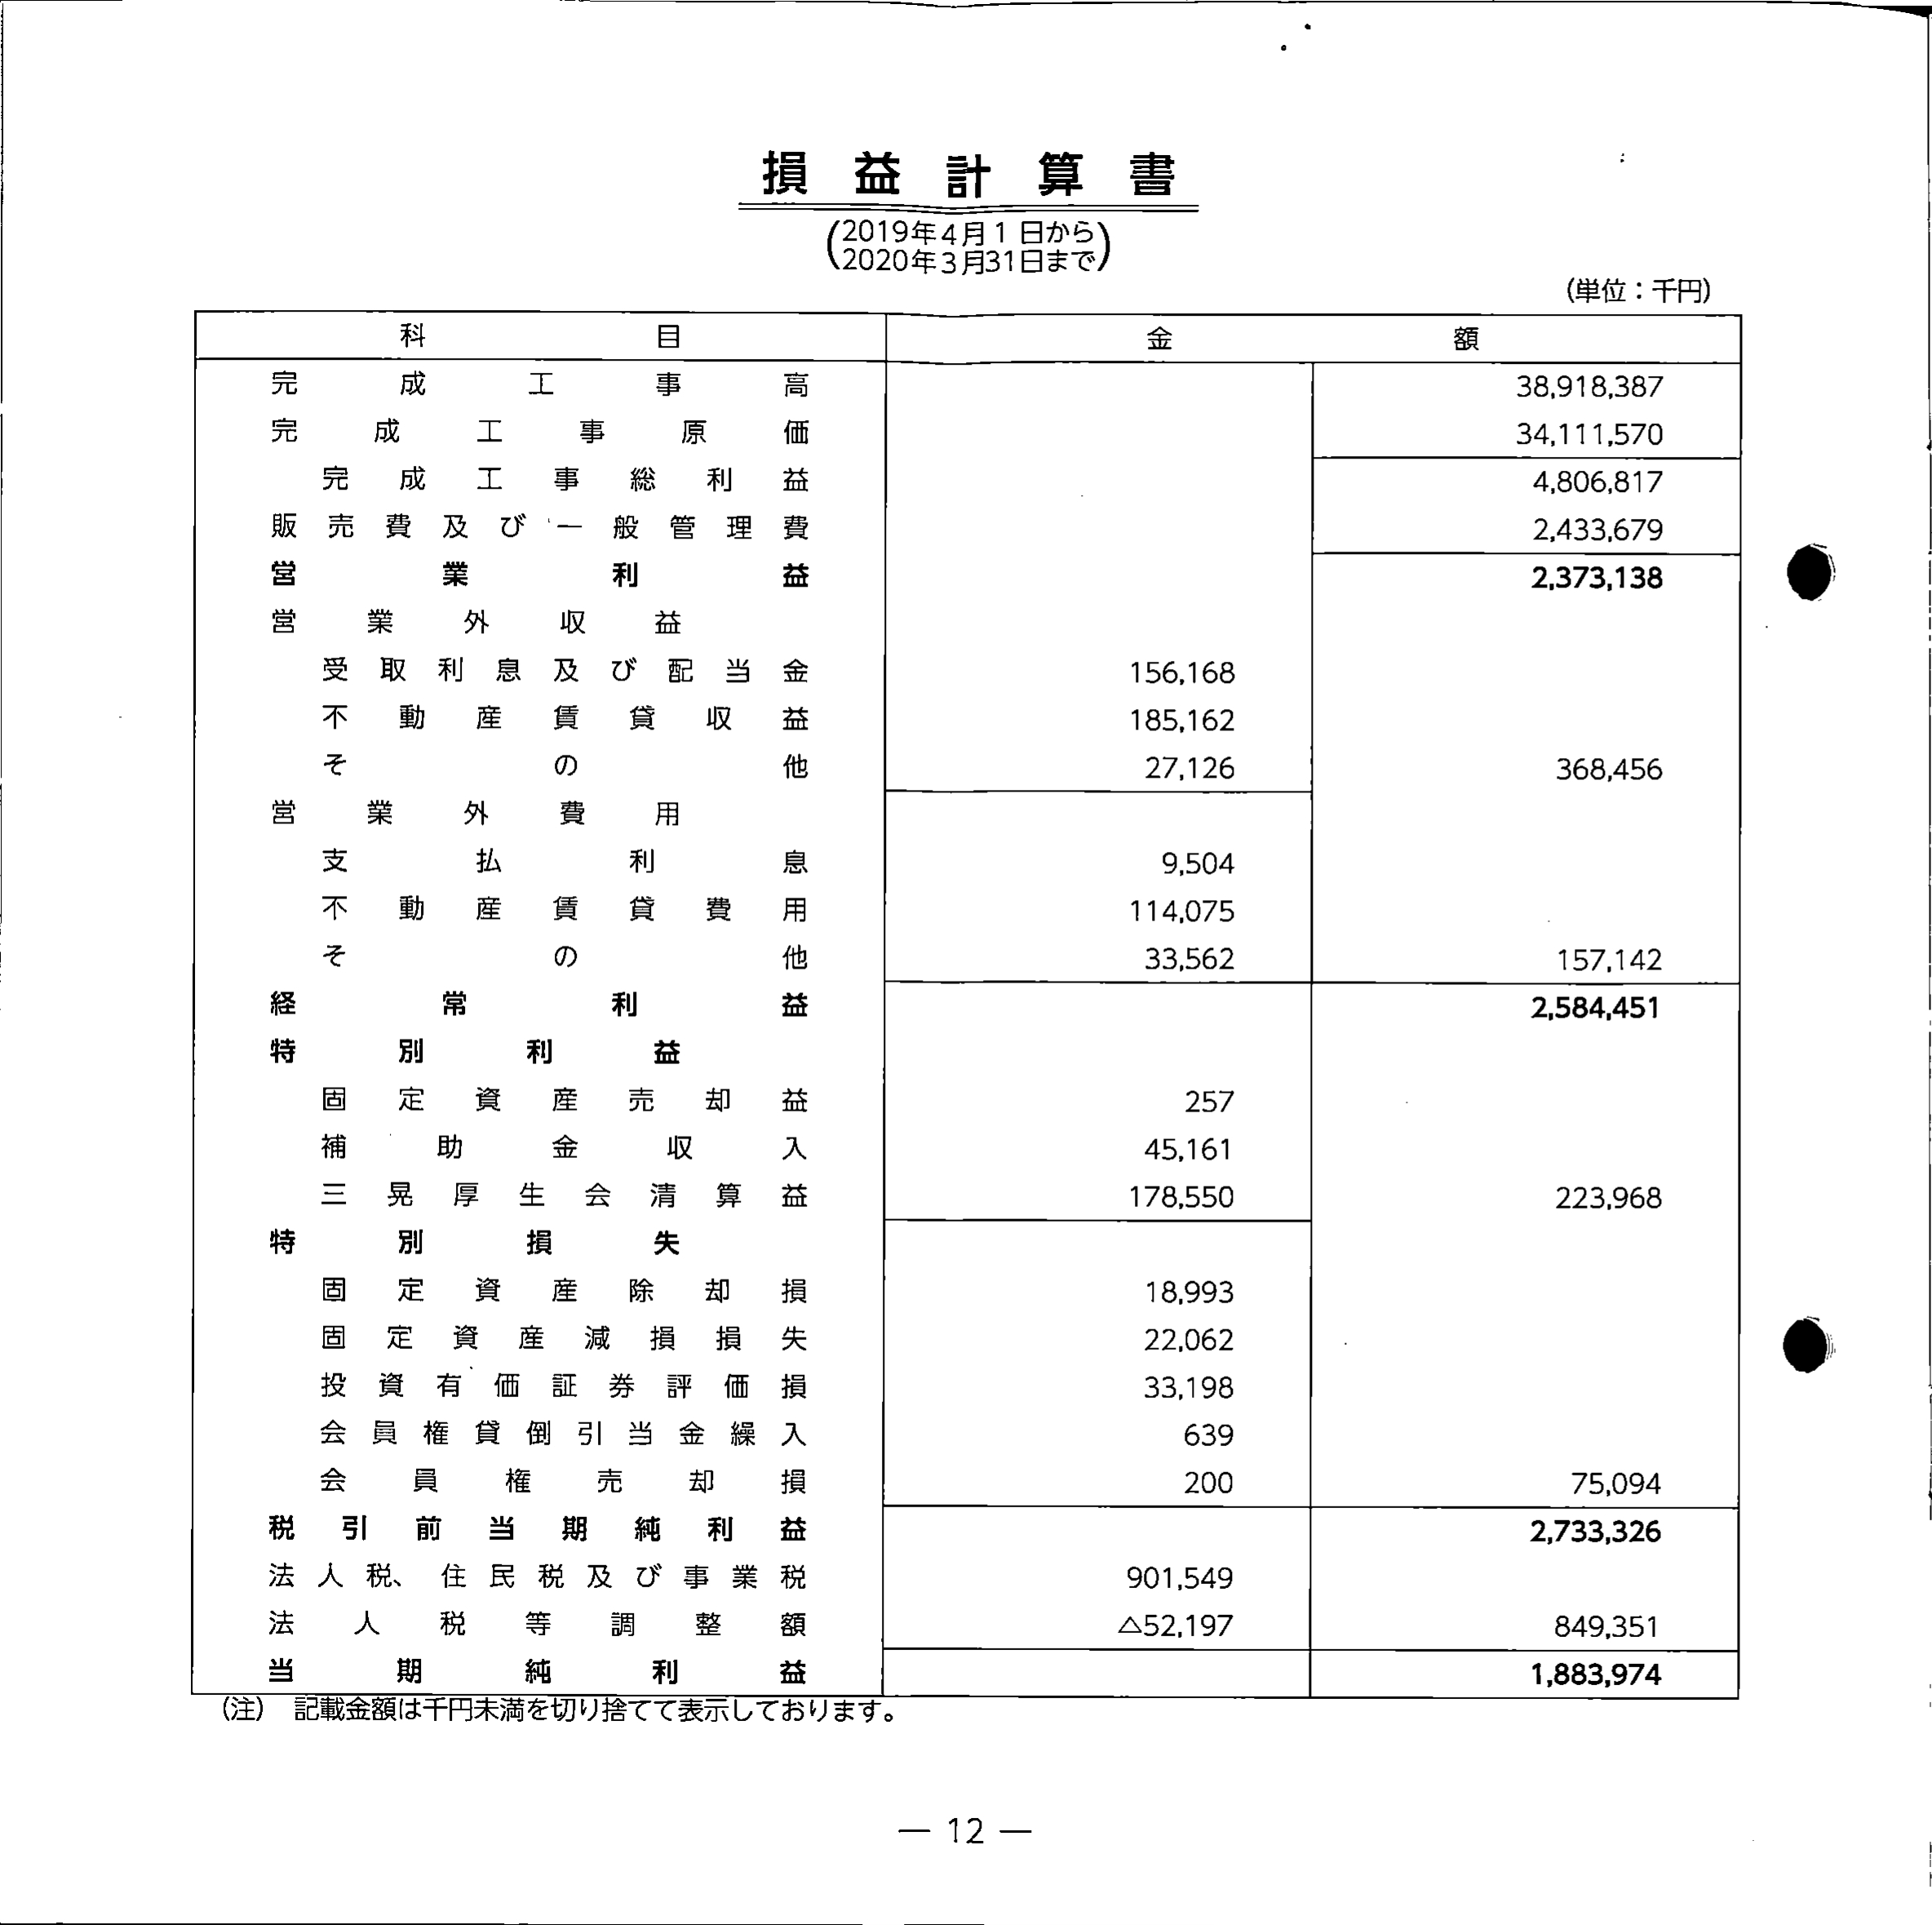 損益計算書
(2019年4月1日から
2020年3月31日まで)
(単位：千円)
科目 金額
完成工事高 38,918,387
完成工事原価 34,111,570
完成工事総利益 4,806,817
販売費及び一般管理費 2,433,679
営業利益 2,373,138
営業外収益
受取利息及び配当金 156,168
不動産賃貸収益 185,162
その他 27,126 368,456
営業外費用
支払利息 9,504
不動産賃貸費用 114,075
その他 33,562 157,142
経常利益 2,584,451
特別利益
固定資産売却益 257
補助金収入 45,161
三晃厚生会清算益 178,550 223,968
特別損失
固定資産除却損 18,993
固定資産減損損失 22,062
投資有価証券評価損 33,198
会員権貸倒引当金繰入 639
会員権売却損 200 75,094
税引前当期純利益 2,733,326
法人税、住民税及び事業税 901,549
法人税等調整額 △52,197 849,351
当期純利益 1,883,974
(注) 記載金額は千円未満を切り捨てて表示しております。
— 12 —